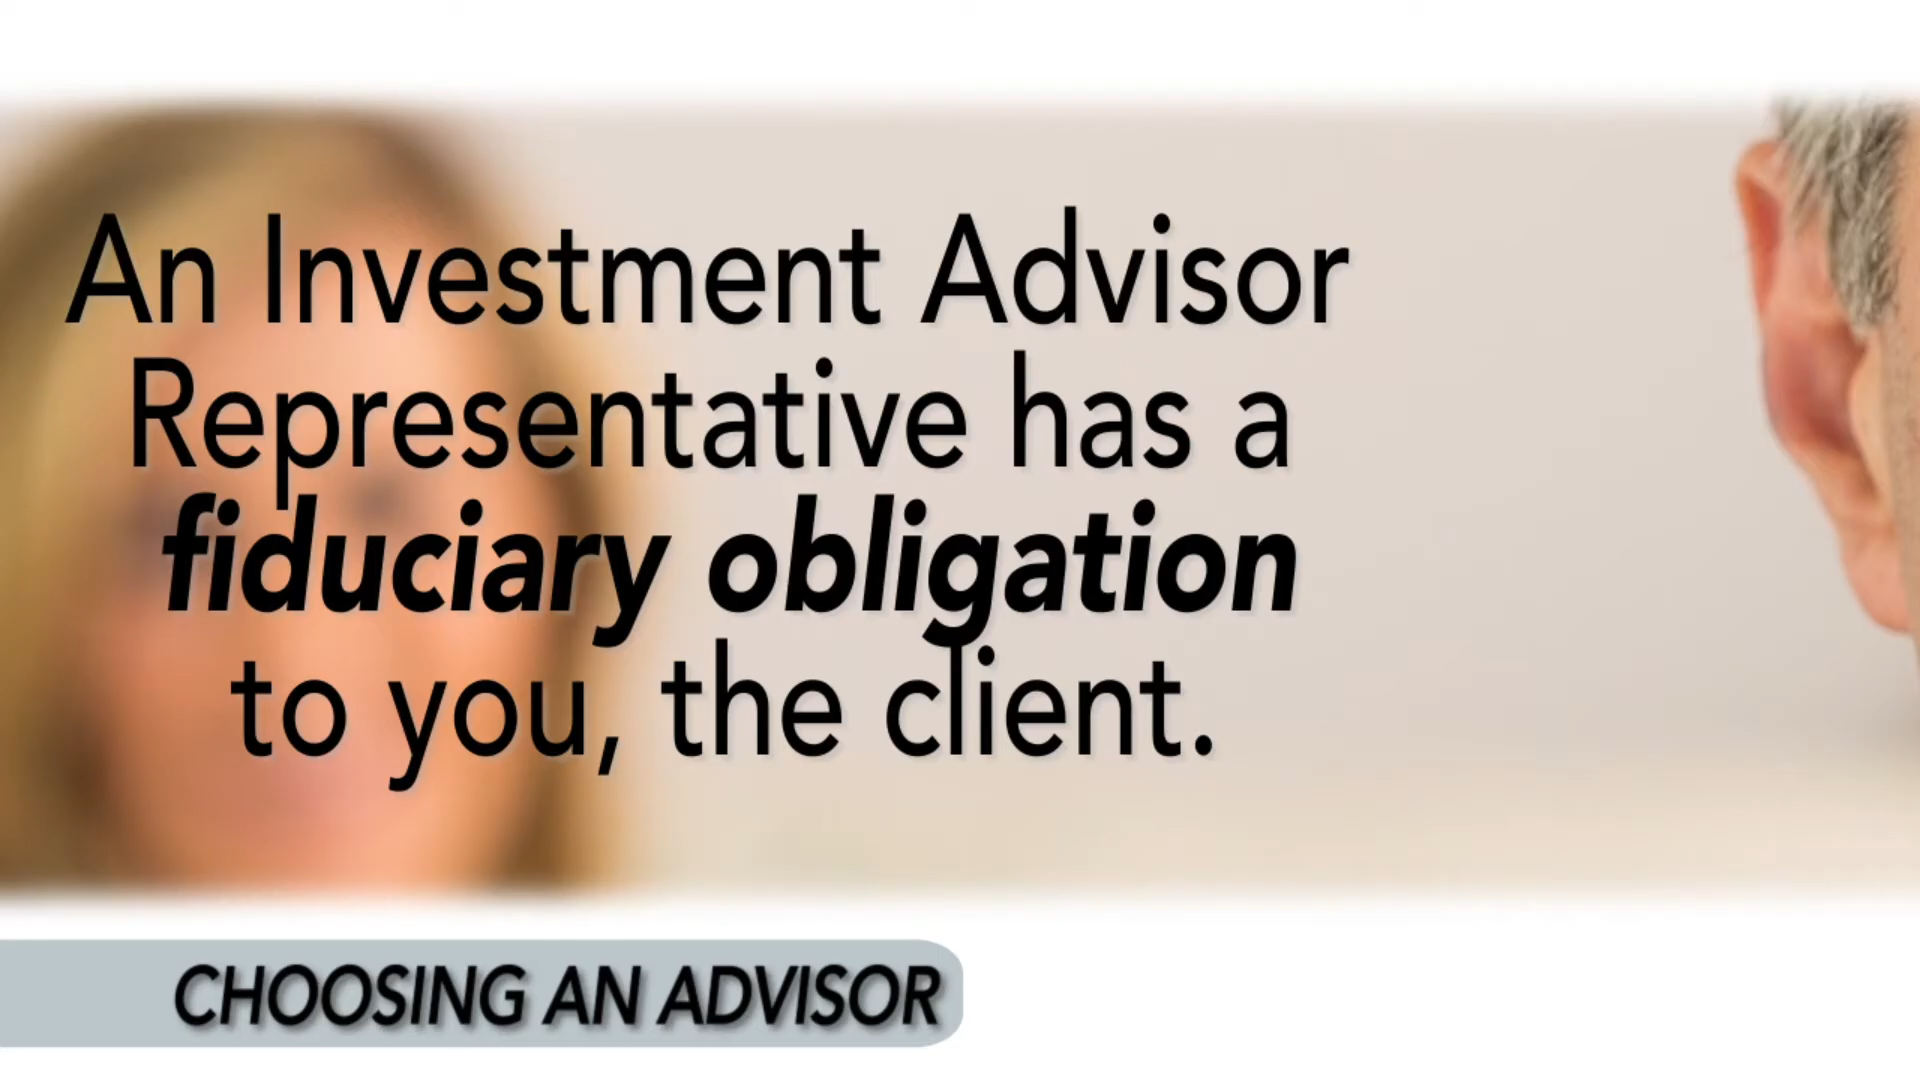 An Investment Advisor
Representative has a
fiduciary obligation
to you, the client.
CHOOSING AN ADVISOR